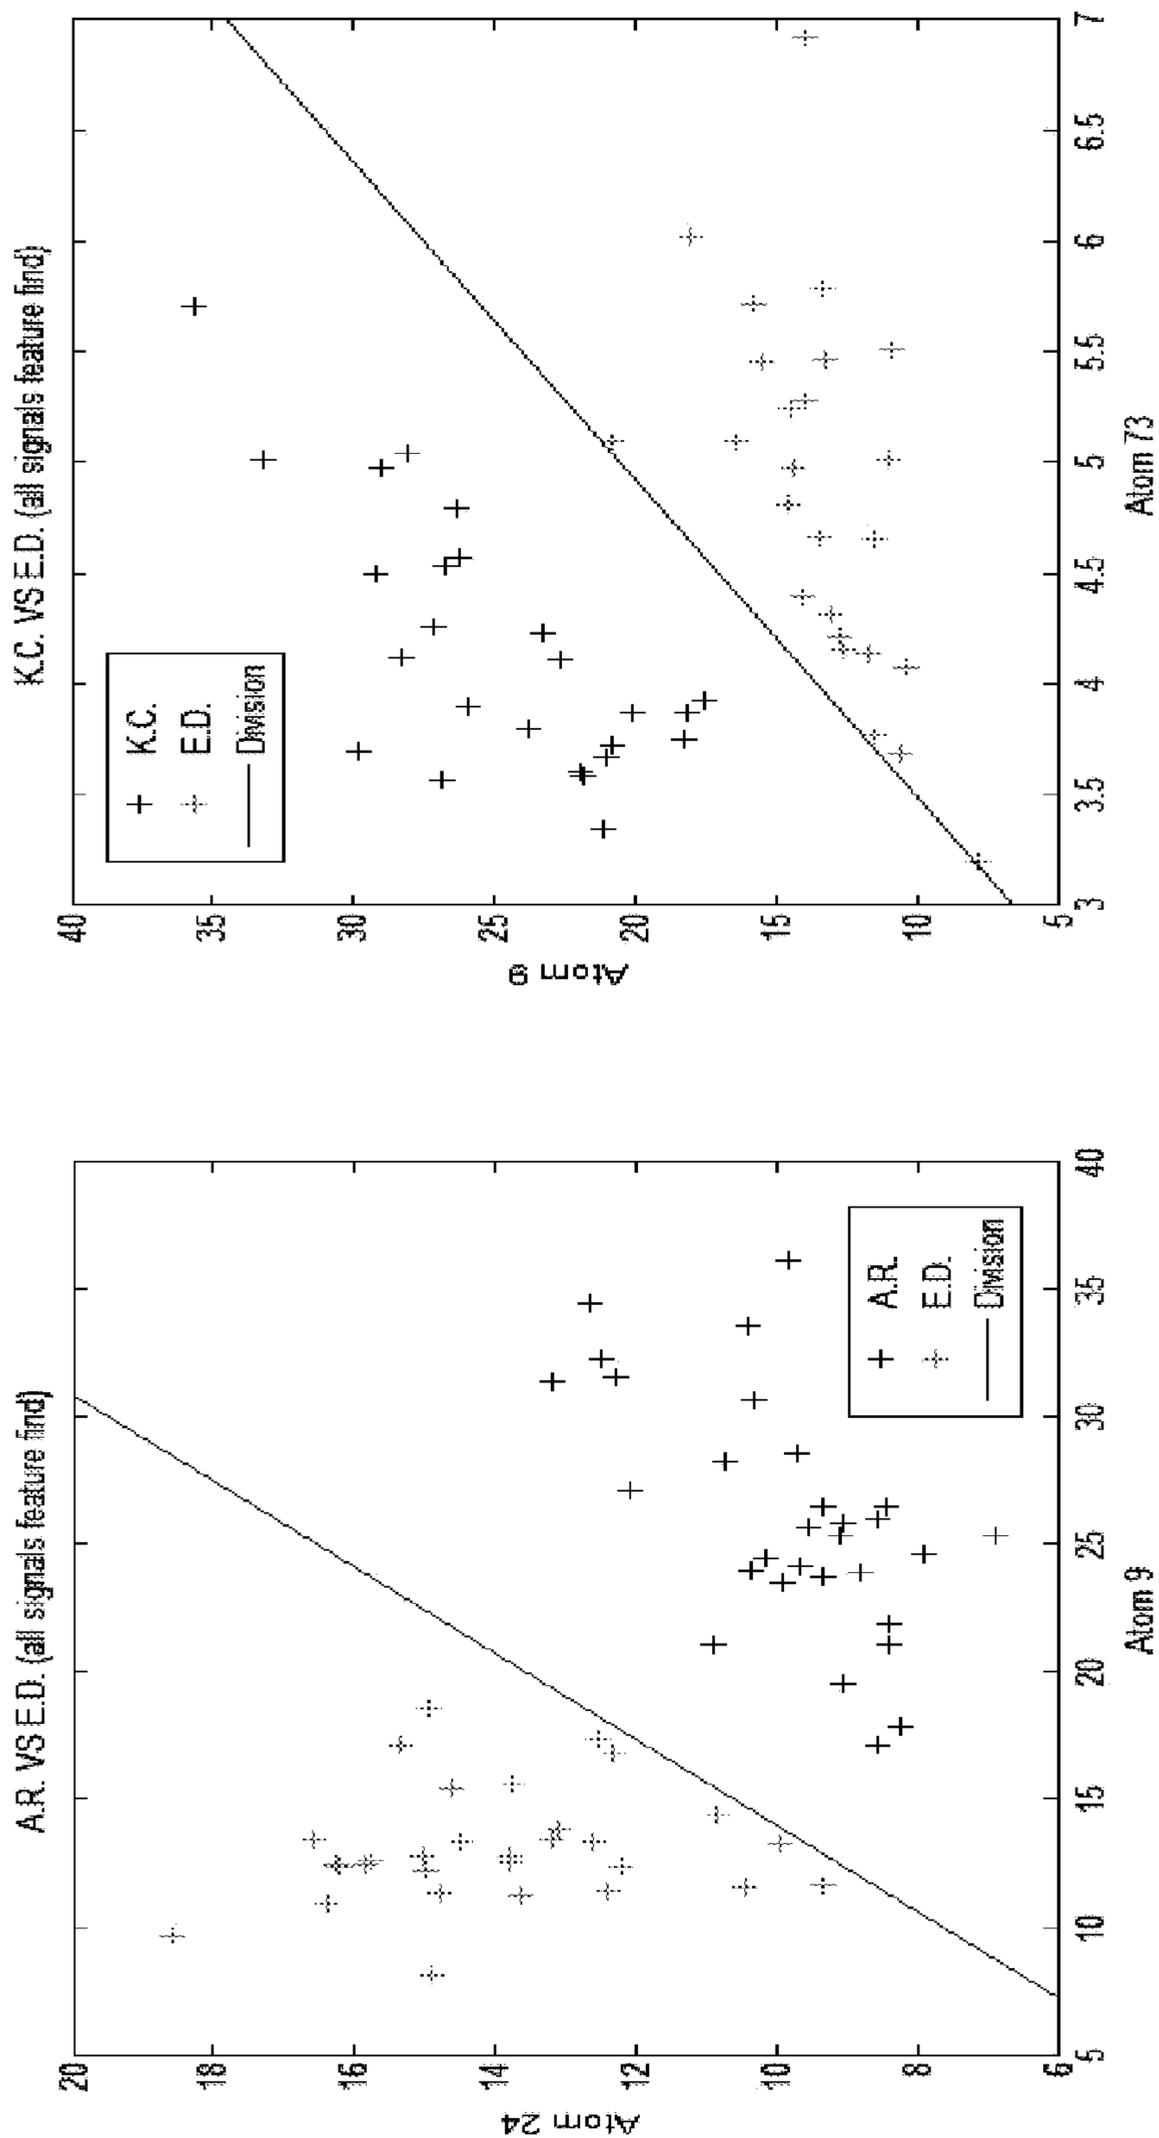 A.R. VS E.D. (all signals feature find)
20
18
16
14
12
10
8
6
Atom 24
A.R.
E.D.
Division
5
10
15
20
25
30
35
40
Atom 9
K.C. VS E.D. (all signals feature find)
40
35
30
25
20
15
10
5
Atom 9
K.C.
E.D.
Division
3
3.5
4
4.5
5
5.5
6
6.5
7
Atom 73